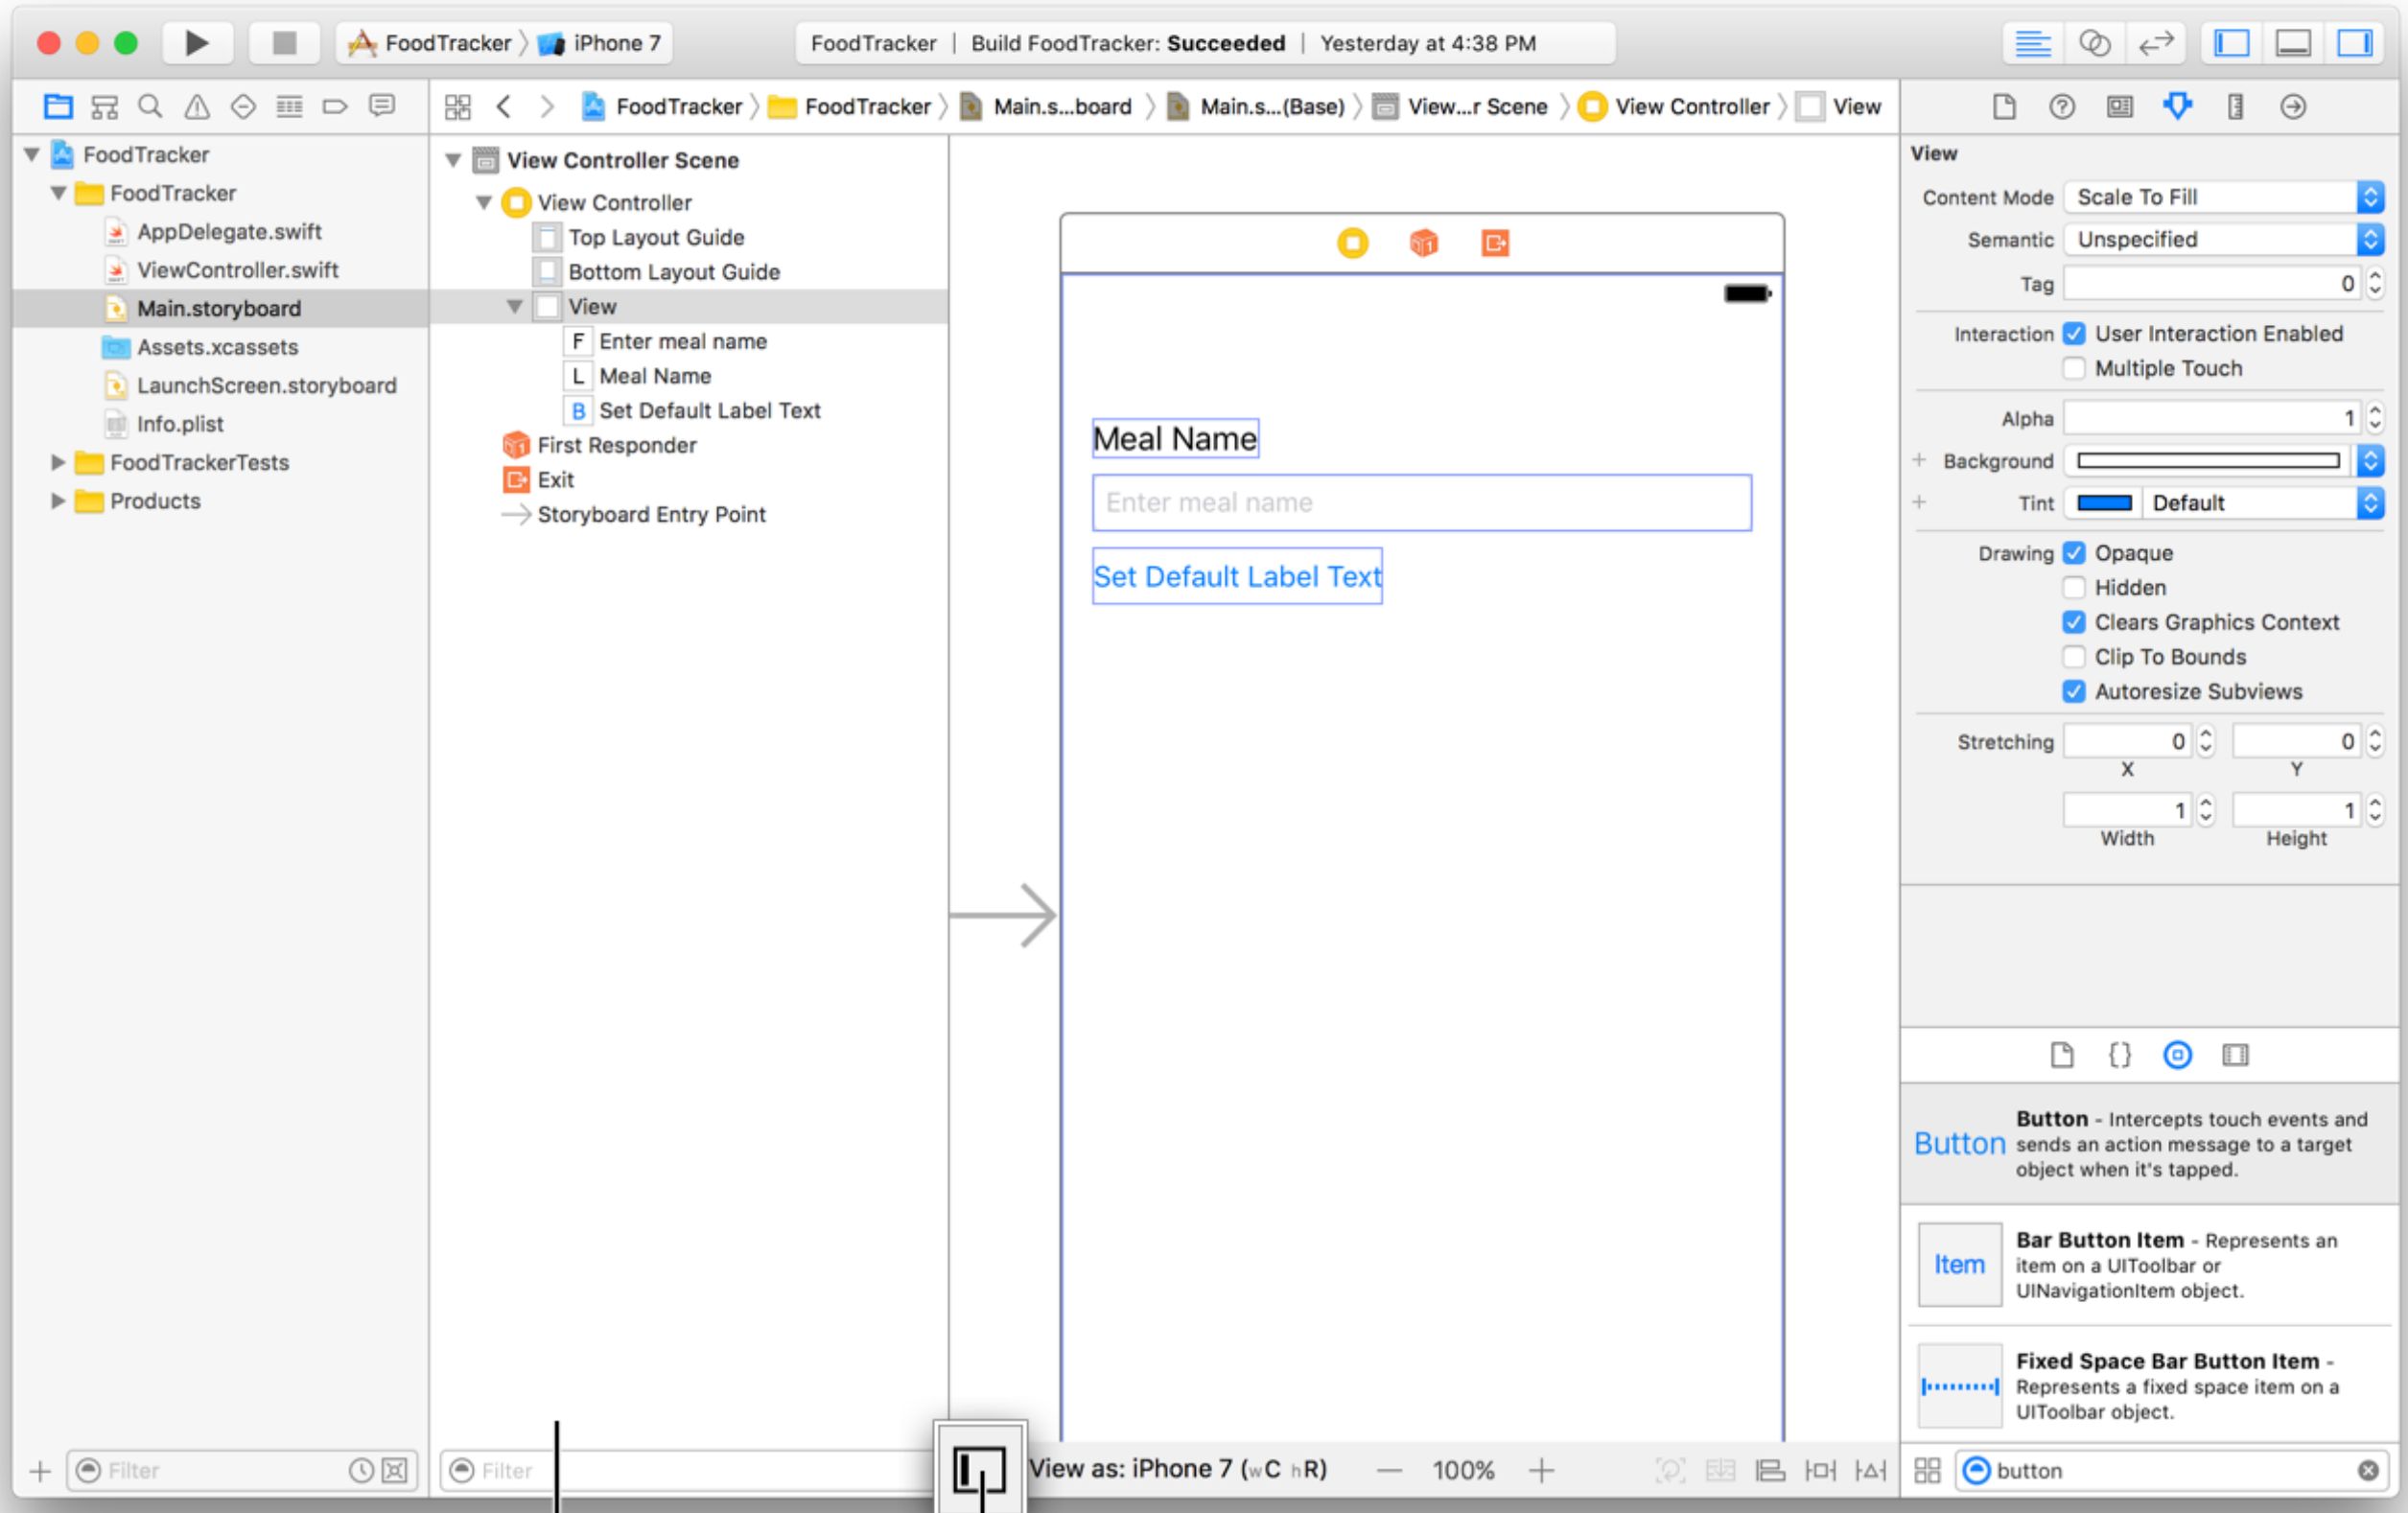 FoodTracker 〉 iPhone 7
FoodTracker | Build FoodTracker: Succeeded | Yesterday at 4:38 PM
FoodTracker 〉 FoodTracker 〉 Main.s...board 〉 Main.s...(Base) 〉 View...r Scene 〉 View Controller 〉 View
FoodTracker
FoodTracker
AppDelegate.swift
ViewController.swift
Main.storyboard
Assets.xcassets
LaunchScreen.storyboard
Info.plist
FoodTrackerTests
Products
Filter
View Controller Scene
View Controller
Top Layout Guide
Bottom Layout Guide
View
F Enter meal name
L Meal Name
B Set Default Label Text
First Responder
Exit
Storyboard Entry Point
Filter
Meal Name
Enter meal name
Set Default Label Text
View as: iPhone 7 (wC hR)
100%
View
Content Mode Scale To Fill
Semantic Unspecified
Tag 0
Interaction User Interaction Enabled
Multiple Touch
Alpha 1
+ Background
+ Tint Default
Drawing Opaque
Hidden
Clears Graphics Context
Clip To Bounds
Autoresize Subviews
Stretching 0 0
X Y
1 1
Width Height
{}
Button
Button - Intercepts touch events and
sends an action message to a target
object when it's tapped.
Item
Bar Button Item - Represents an
item on a UIToolbar or
UINavigationItem object.
Fixed Space Bar Button Item -
Represents a fixed space item on a
UIToolbar object.
button